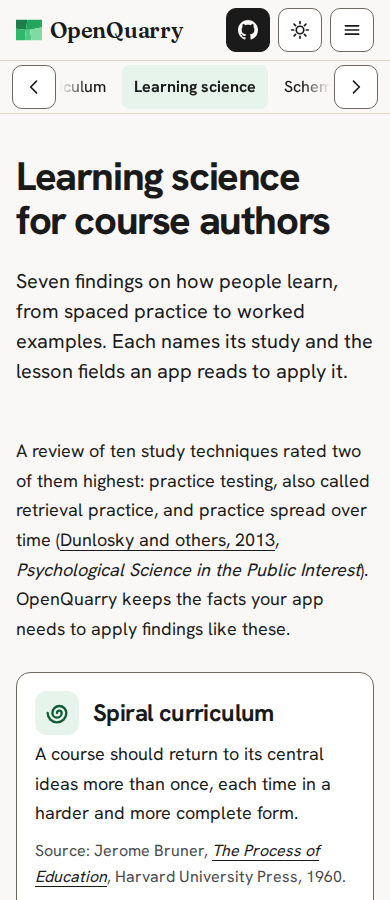 OpenQuarry
culum Learning science Schem
Learning science
for course authors
Seven findings on how people learn,
from spaced practice to worked
examples. Each names its study and the
lesson fields an app reads to apply it.
A review of ten study techniques rated two
of them highest: practice testing, also called
retrieval practice, and practice spread over
time (Dunlosky and others, 2013,
Psychological Science in the Public Interest).
OpenQuarry keeps the facts your app
needs to apply findings like these.
Spiral curriculum
A course should return to its central
ideas more than once, each time in a
harder and more complete form.
Source: Jerome Bruner, The Process of
Education, Harvard University Press, 1960.